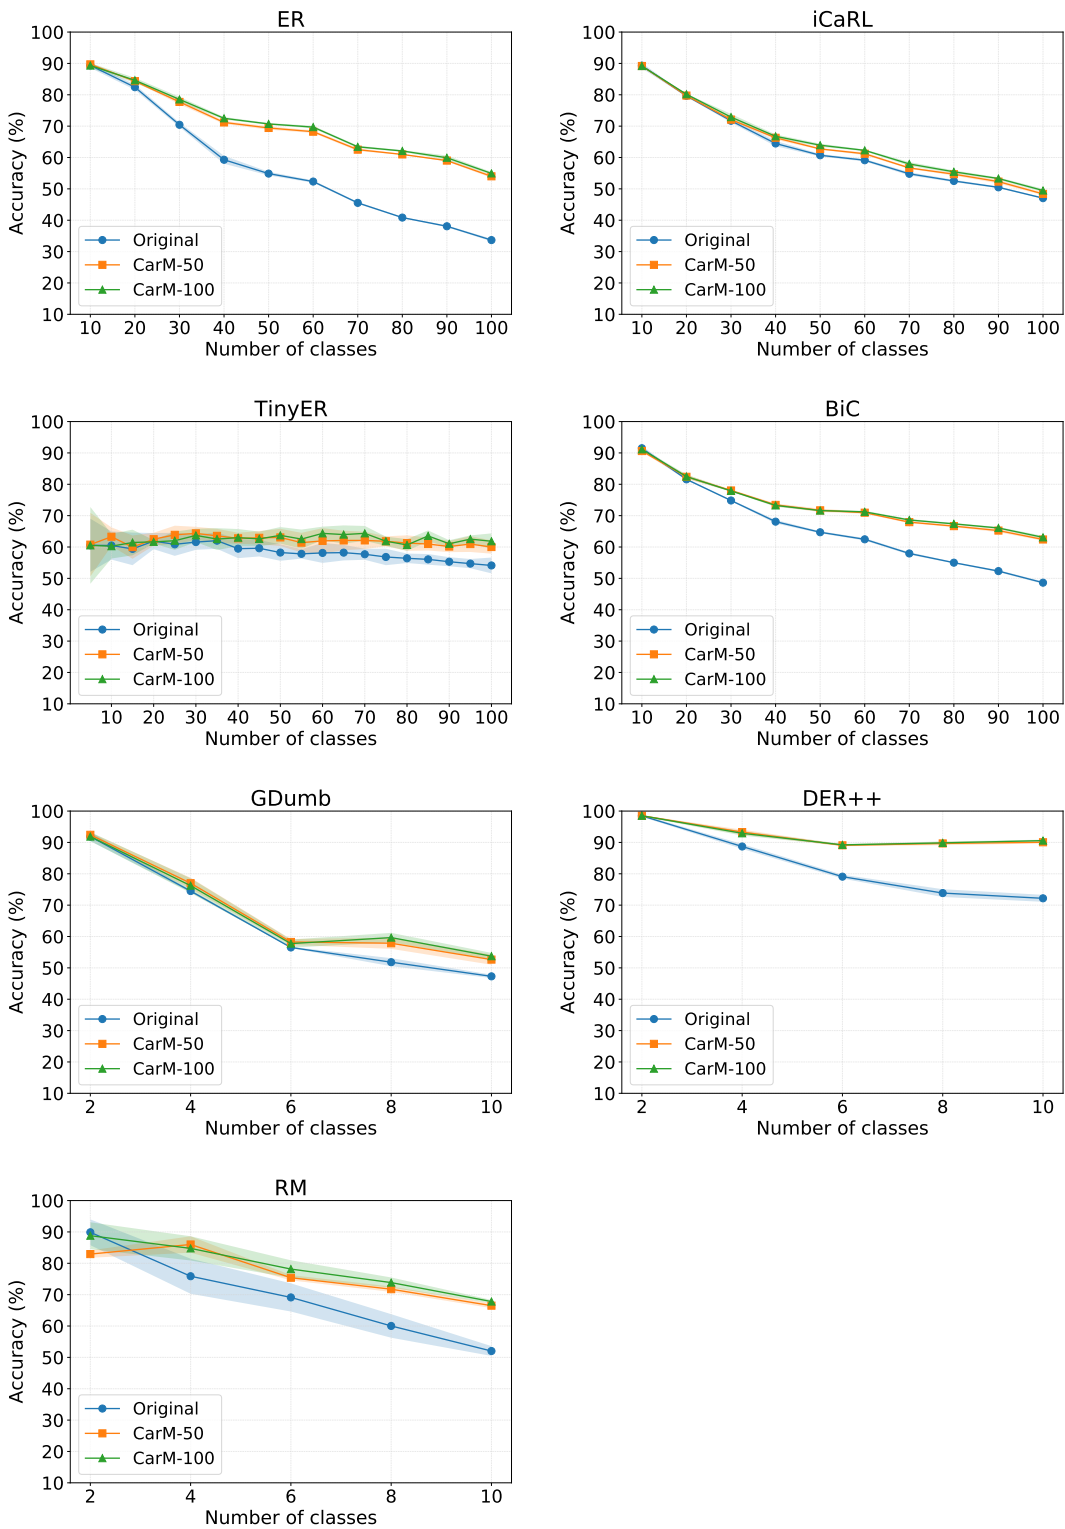 ER
Accuracy (%)
100
90
80
70
60
50
40
30
20
10
Original
CarM-50
CarM-100
10 20 30 40 50 60 70 80 90 100
Number of classes
iCaRL
Accuracy (%)
100
90
80
70
60
50
40
30
20
10
Original
CarM-50
CarM-100
10 20 30 40 50 60 70 80 90 100
Number of classes
TinyER
Accuracy (%)
100
90
80
70
60
50
40
30
20
10
Original
CarM-50
CarM-100
10 20 30 40 50 60 70 80 90 100
Number of classes
BiC
Accuracy (%)
100
90
80
70
60
50
40
30
20
10
Original
CarM-50
CarM-100
10 20 30 40 50 60 70 80 90 100
Number of classes
GDumb
Accuracy (%)
100
90
80
70
60
50
40
30
20
10
Original
CarM-50
CarM-100
2 4 6 8 10
Number of classes
DER++
Accuracy (%)
100
90
80
70
60
50
40
30
20
10
Original
CarM-50
CarM-100
2 4 6 8 10
Number of classes
RM
Accuracy (%)
100
90
80
70
60
50
40
30
20
10
Original
CarM-50
CarM-100
2 4 6 8 10
Number of classes